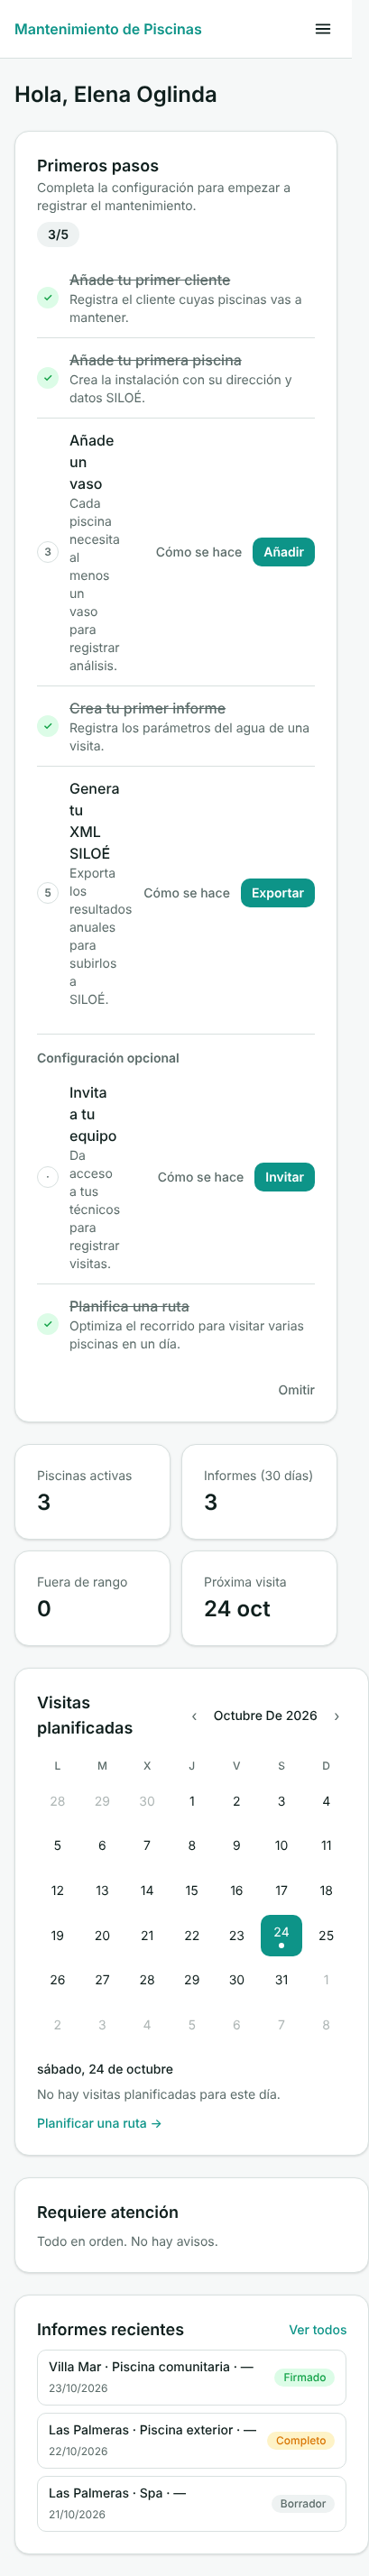 Mantenimiento de Piscinas
Hola, Elena Oglinda
Primeros pasos
Completa la configuración para empezar a
registrar el mantenimiento.
3/5
Añade tu primer cliente
Registra el cliente cuyas piscinas vas a
mantener.
Añade tu primera piscina
Crea la instalación con su dirección y
datos SILOÉ.
Añade
un
vaso
Cada
piscina
necesita
al
menos
un
vaso
para
registrar
análisis.
3
Cómo se hace
Añadir
Crea tu primer informe
Registra los parámetros del agua de una
visita.
Genera
tu
XML
SILOÉ
Exporta
los
resultados
anuales
para
subirlos
a
SILOÉ.
5
Cómo se hace
Exportar
Configuración opcional
Invita
a tu
equipo
Da
acceso
a tus
técnicos
para
registrar
visitas.
·
Cómo se hace
Invitar
Planifica una ruta
Optimiza el recorrido para visitar varias
piscinas en un día.
Omitir
Piscinas activas
3
Informes (30 días)
3
Fuera de rango
0
Próxima visita
24 oct
Visitas
planificadas
‹ Octubre De 2026 ›
L M X J V S D
28 29 30 1 2 3 4
5 6 7 8 9 10 11
12 13 14 15 16 17 18
19 20 21 22 23 24 25
26 27 28 29 30 31 1
2 3 4 5 6 7 8
sábado, 24 de octubre
No hay visitas planificadas para este día.
Planificar una ruta →
Requiere atención
Todo en orden. No hay avisos.
Informes recientes
Ver todos
Villa Mar · Piscina comunitaria · —
23/10/2026
Firmado
Las Palmeras · Piscina exterior · —
22/10/2026
Completo
Las Palmeras · Spa · —
21/10/2026
Borrador